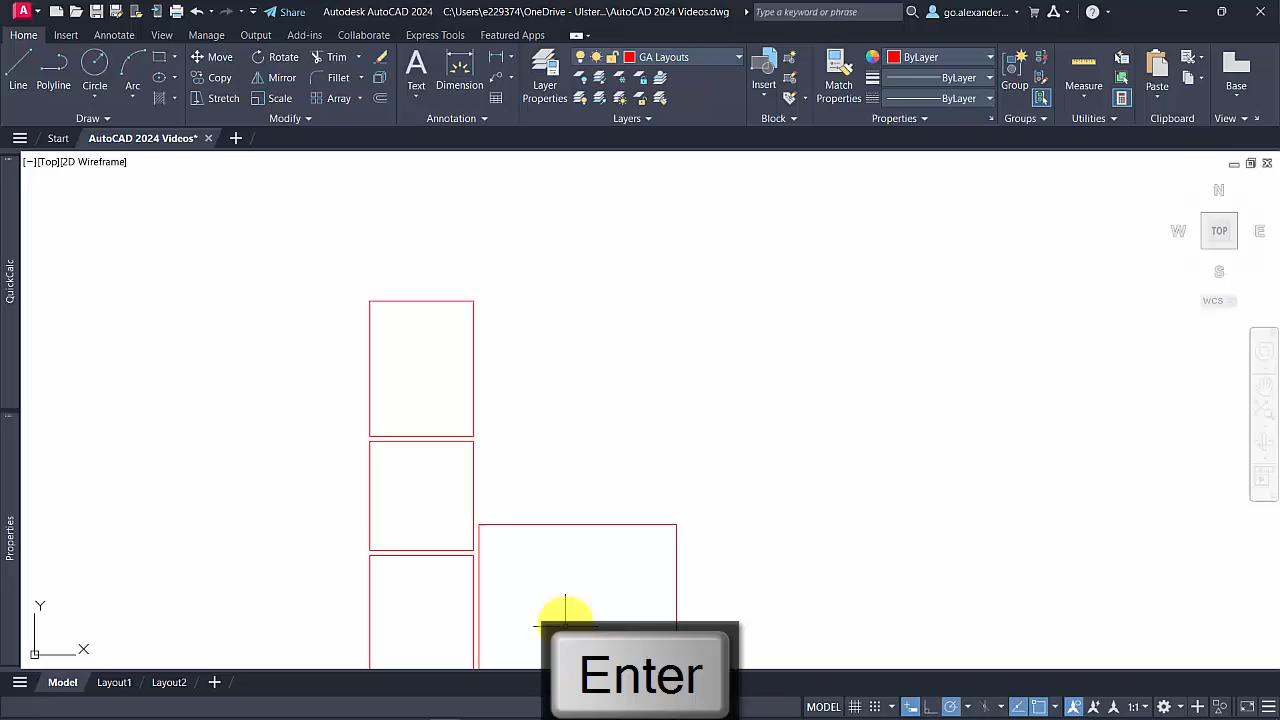 A CAD Share Autodesk AutoCAD 2024 C:\Users\e229374\OneDrive - Ulster...\AutoCAD 2024 Videos.dwg Type a keyword or phrase go.alexander...
Home Insert Annotate View Manage Output Add-ins Collaborate Express Tools Featured Apps
Line Polyline Circle Arc Move Rotate Trim Text Dimension Layer Properties GA Layouts Insert Match Properties ByLayer Group Measure Paste Base
Copy Mirror Fillet ByLayer
Stretch Scale Array ByLayer
Draw Modify Annotation Layers Block Properties Groups Utilities Clipboard View
Start AutoCAD 2024 Videos*
[−][Top][2D Wireframe]
N
W TOP E
S
WCS
QuickCalc
Properties
Y
X
Enter
Model Layout1 Layout2
MODEL 1:1